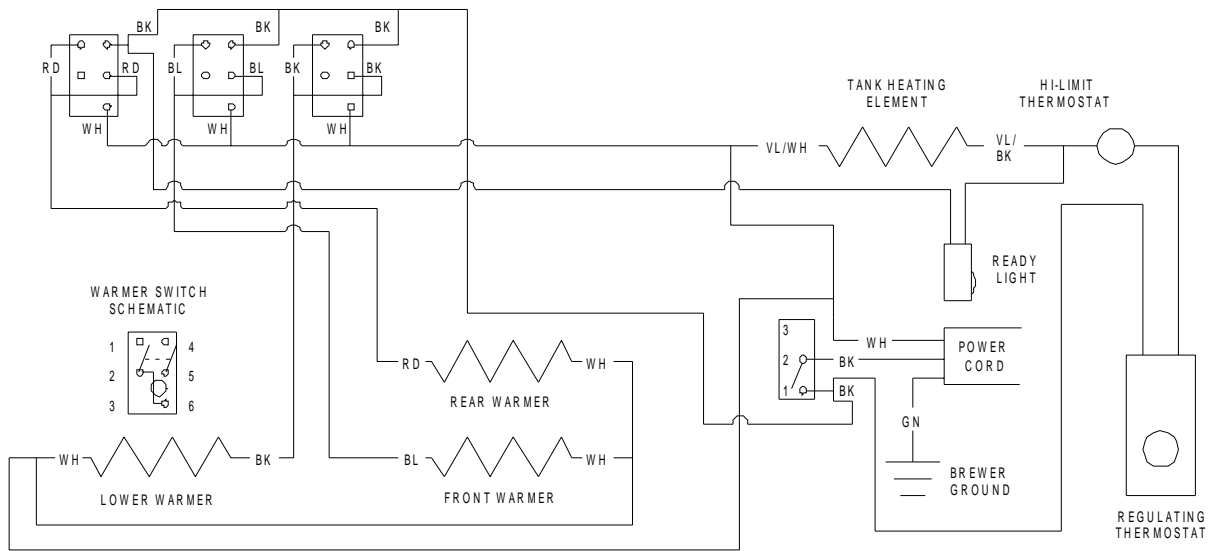 BK
BK
BK
RD
RD
BL
BL
BK
BK
WH
WH
WH
TANK HEATING
ELEMENT
HI-LIMIT
THERMOSTAT
VL/WH
VL/
BK
READY
LIGHT
WARMER SWITCH
SCHEMATIC
1
4
2
5
3
6
3
2
1
WH
BK
BK
POWER
CORD
GN
BREWER
GROUND
RD
WH
REAR WARMER
WH
BK
LOWER WARMER
BL
WH
FRONT WARMER
REGULATING
THERMOSTAT